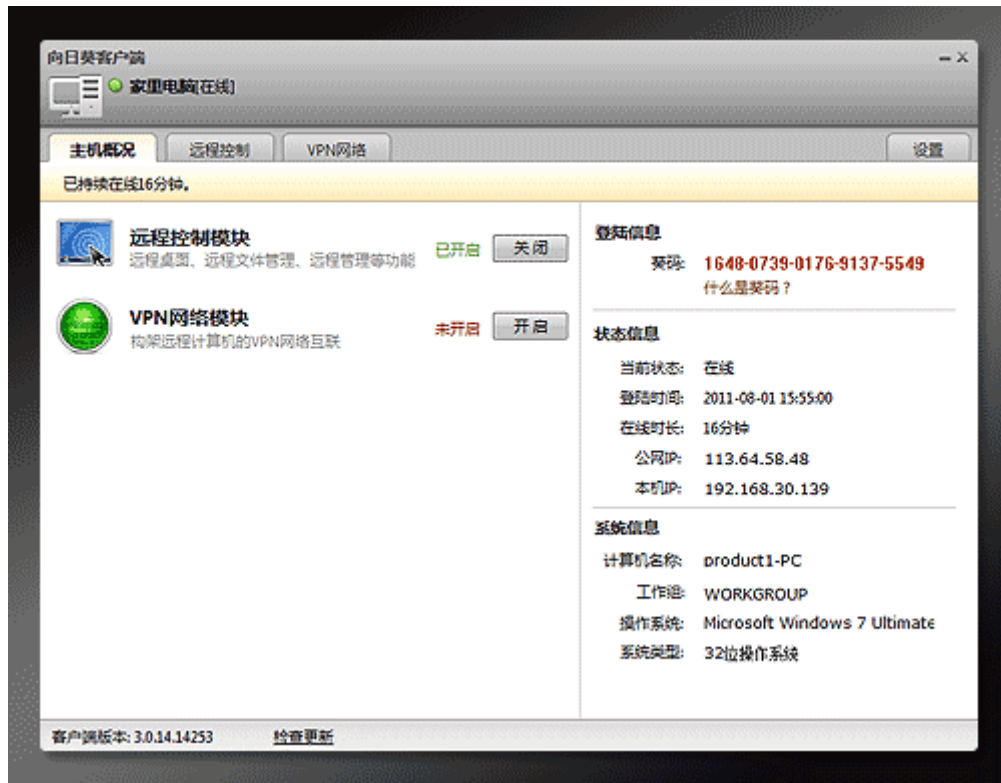 向日葵客户端
家里电脑[在线]
主机概况 远程控制 VPN网络 设置
已持续在线16分钟。
远程控制模块
远程桌面、远程文件管理、远程管理等功能
已开启 关闭
VPN网络模块
构架远程计算机的VPN网络互联
未开启 开启
登陆信息
葵码: 1648-0739-0176-9137-5549
什么是葵码？
状态信息
当前状态: 在线
登陆时间: 2011-08-01 15:55:00
在线时长: 16分钟
公网IP: 113.64.58.48
本机IP: 192.168.30.139
系统信息
计算机名称: product1-PC
工作组: WORKGROUP
操作系统: Microsoft Windows 7 Ultimate
系统类型: 32位操作系统
客户端版本: 3.0.14.14253 检查更新